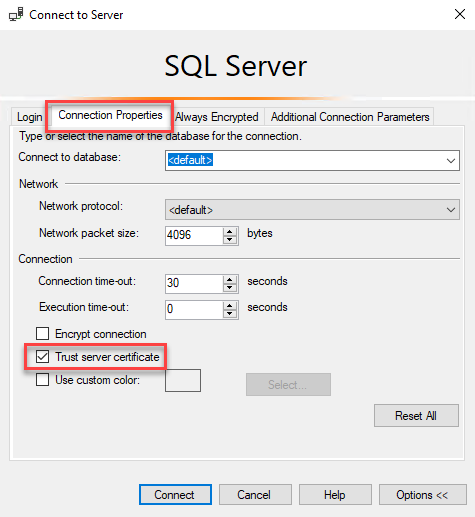 Connect to Server
SQL Server
Login Connection Properties Always Encrypted Additional Connection Parameters
Type or select the name of the database for the connection.
Connect to database: <default>
Network
Network protocol: <default>
Network packet size: 4096 bytes
Connection
Connection time-out: 30 seconds
Execution time-out: 0 seconds
Encrypt connection
Trust server certificate
Use custom color: Select...
Reset All
Connect Cancel Help Options <<